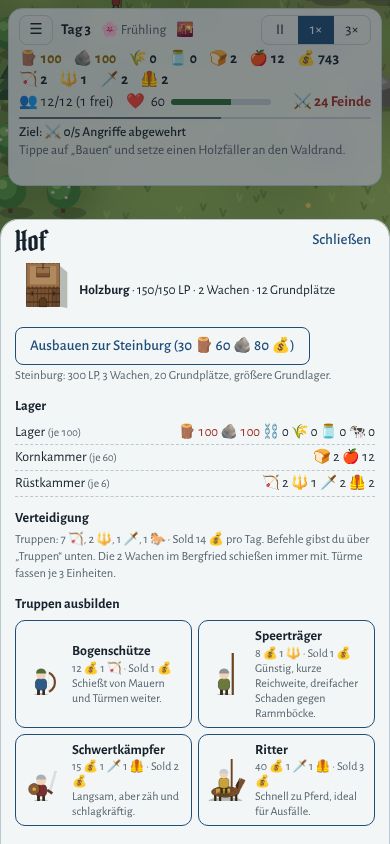 ☰ Tag 3 🌸 Frühling 🌇 II 1× 3×
🪵 100 🪨 100 🌾 0 🫙 0 🍞 2 🍎 12 💰 743
🏹 2 🔱 1 🗡️ 2 🦺 2
👥 12/12 (1 frei) ❤️ 60 ⚔️ 24 Feinde
Ziel: ⚔️ 0/5 Angriffe abgewehrt
Tippe auf „Bauen“ und setze einen Holzfäller an den Waldrand.
Hof Schließen
Holzburg · 150/150 LP · 2 Wachen · 12 Grundplätze
Ausbauen zur Steinburg (30 🪵 60 🪨 80 💰)
Steinburg: 300 LP, 3 Wachen, 20 Grundplätze, größere Grundlager.
Lager
Lager (je 100) 🪵 100 🪨 100 ⛓️ 0 🌾 0 🫙 0 🐄 0
Kornkammer (je 60) 🍞 2 🍎 12
Rüstkammer (je 6) 🏹 2 🔱 1 🗡️ 2 🦺 2
Verteidigung
Truppen: 7 🏹, 2 🔱, 1 🗡️, 1 🐎 · Sold 14 💰 pro Tag. Befehle gibst du über
„Truppen“ unten. Die 2 Wachen im Bergfried schießen immer mit. Türme
fassen je 3 Einheiten.
Truppen ausbilden
Bogenschütze
12 💰 1 🏹 · Sold 1 💰
Schießt von Mauern
und Türmen weiter.
Speerträger
8 💰 1 🔱 · Sold 1 💰
Günstig, kurze
Reichweite, dreifacher
Schaden gegen
Rammböcke.
Schwertkämpfer
15 💰 1 🗡️ 1 🦺 · Sold 2
💰
Langsam, aber zäh und
schlagkräftig.
Ritter
40 💰 1 🗡️ 1 🦺 · Sold 3
💰
Schnell zu Pferd, ideal
für Ausfälle.